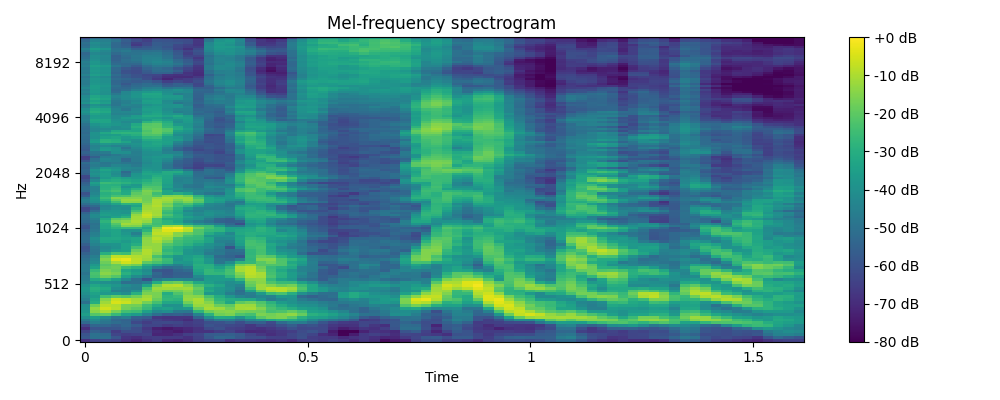 Mel-frequency spectrogram
Hz
8192
4096
2048
1024
512
0
0
0.5
1
1.5
Time
+0 dB
-10 dB
-20 dB
-30 dB
-40 dB
-50 dB
-60 dB
-70 dB
-80 dB